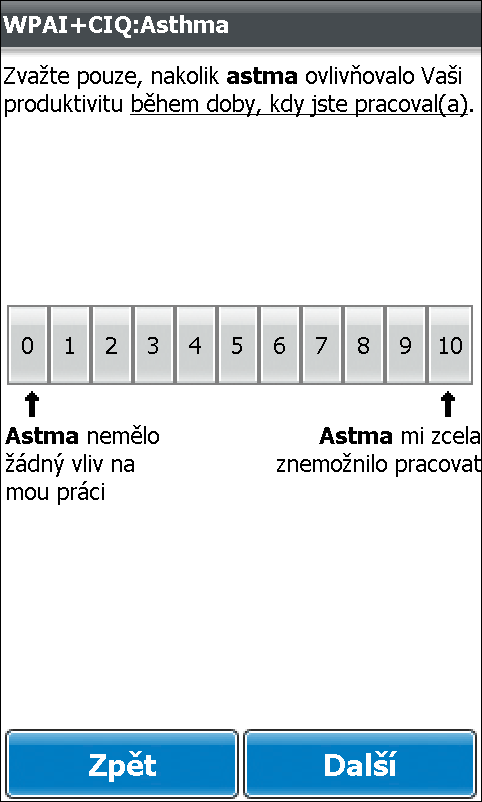 WPAI+CIQ:Asthma
Zvažte pouze, nakolik astma ovlivňovalo Vaši
produktivitu během doby, kdy jste pracoval(a).
0 1 2 3 4 5 6 7 8 9 10
Astma nemělo
žádný vliv na
mou práci
Astma mi zcela
znemožnilo pracovat
Zpět Další